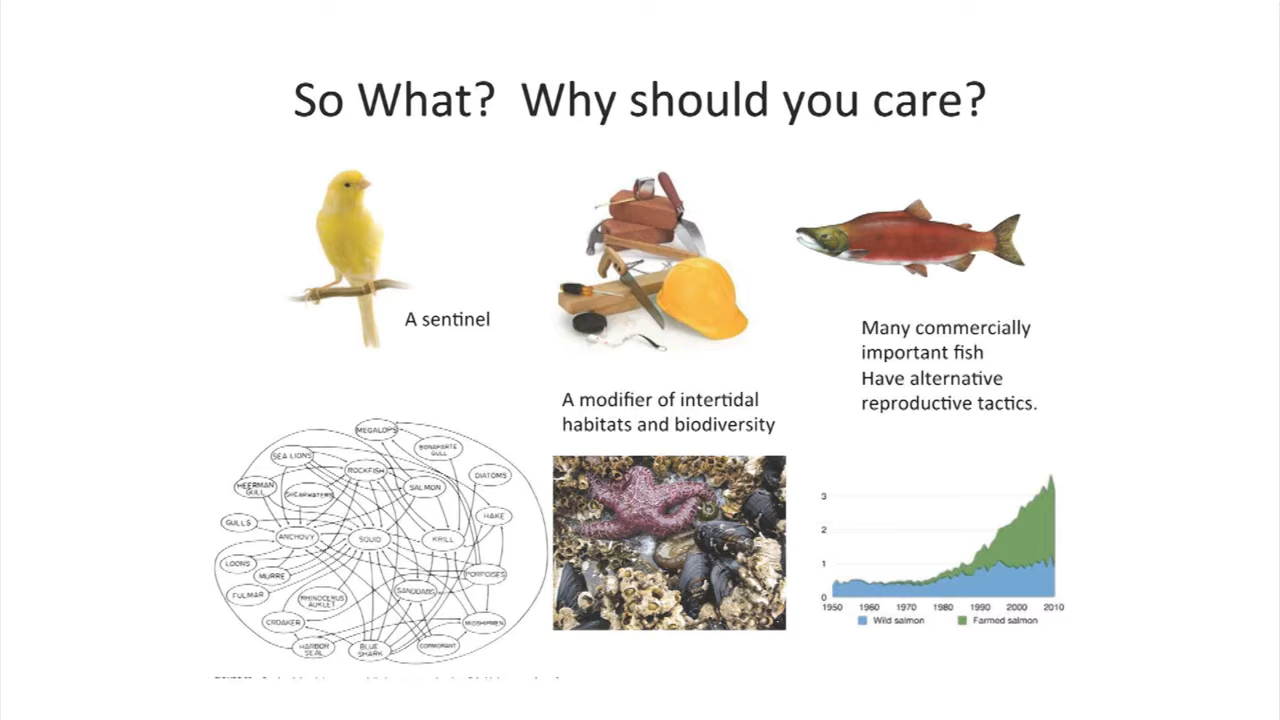 So What?  Why should you care?
A sentinel
A modifier of intertidal
habitats and biodiversity
Many commercially
important fish
Have alternative
reproductive tactics.
MEGALOPS
BONAPARTE
GULL
SEA LIONS
ROCKFISH
DIATOMS
HEERMAN
GULL
SHEARWATERS
SALMON
GULLS
HAKE
ANCHOVY
SQUID
KRILL
LOONS
MURRE
PORPOISES
FULMAR
SANDDABS
RHINOCERUS
AUKLET
CROAKER
MIDSHIPMEN
HARBOR
SEAL
BLUE
SHARK
CORMORANT
3
2
1
0
1950 1960 1970 1980 1990 2000 2010
Wild salmon Farmed salmon